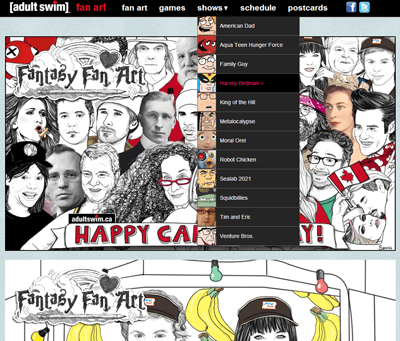 [adult swim] fan art fan art games shows ▾ schedule postcards
American Dad
Aqua Teen Hunger Force
Family Guy
Harvey Birdman >
King of the Hill
Metalocalypse
Moral Orel
Robot Chicken
Sealab 2021
Squidbillies
Tim and Eric
Venture Bros.
Fantasy Fan Art
adultswim.ca
HAPPY CA Y!
Fantasy Fan Art